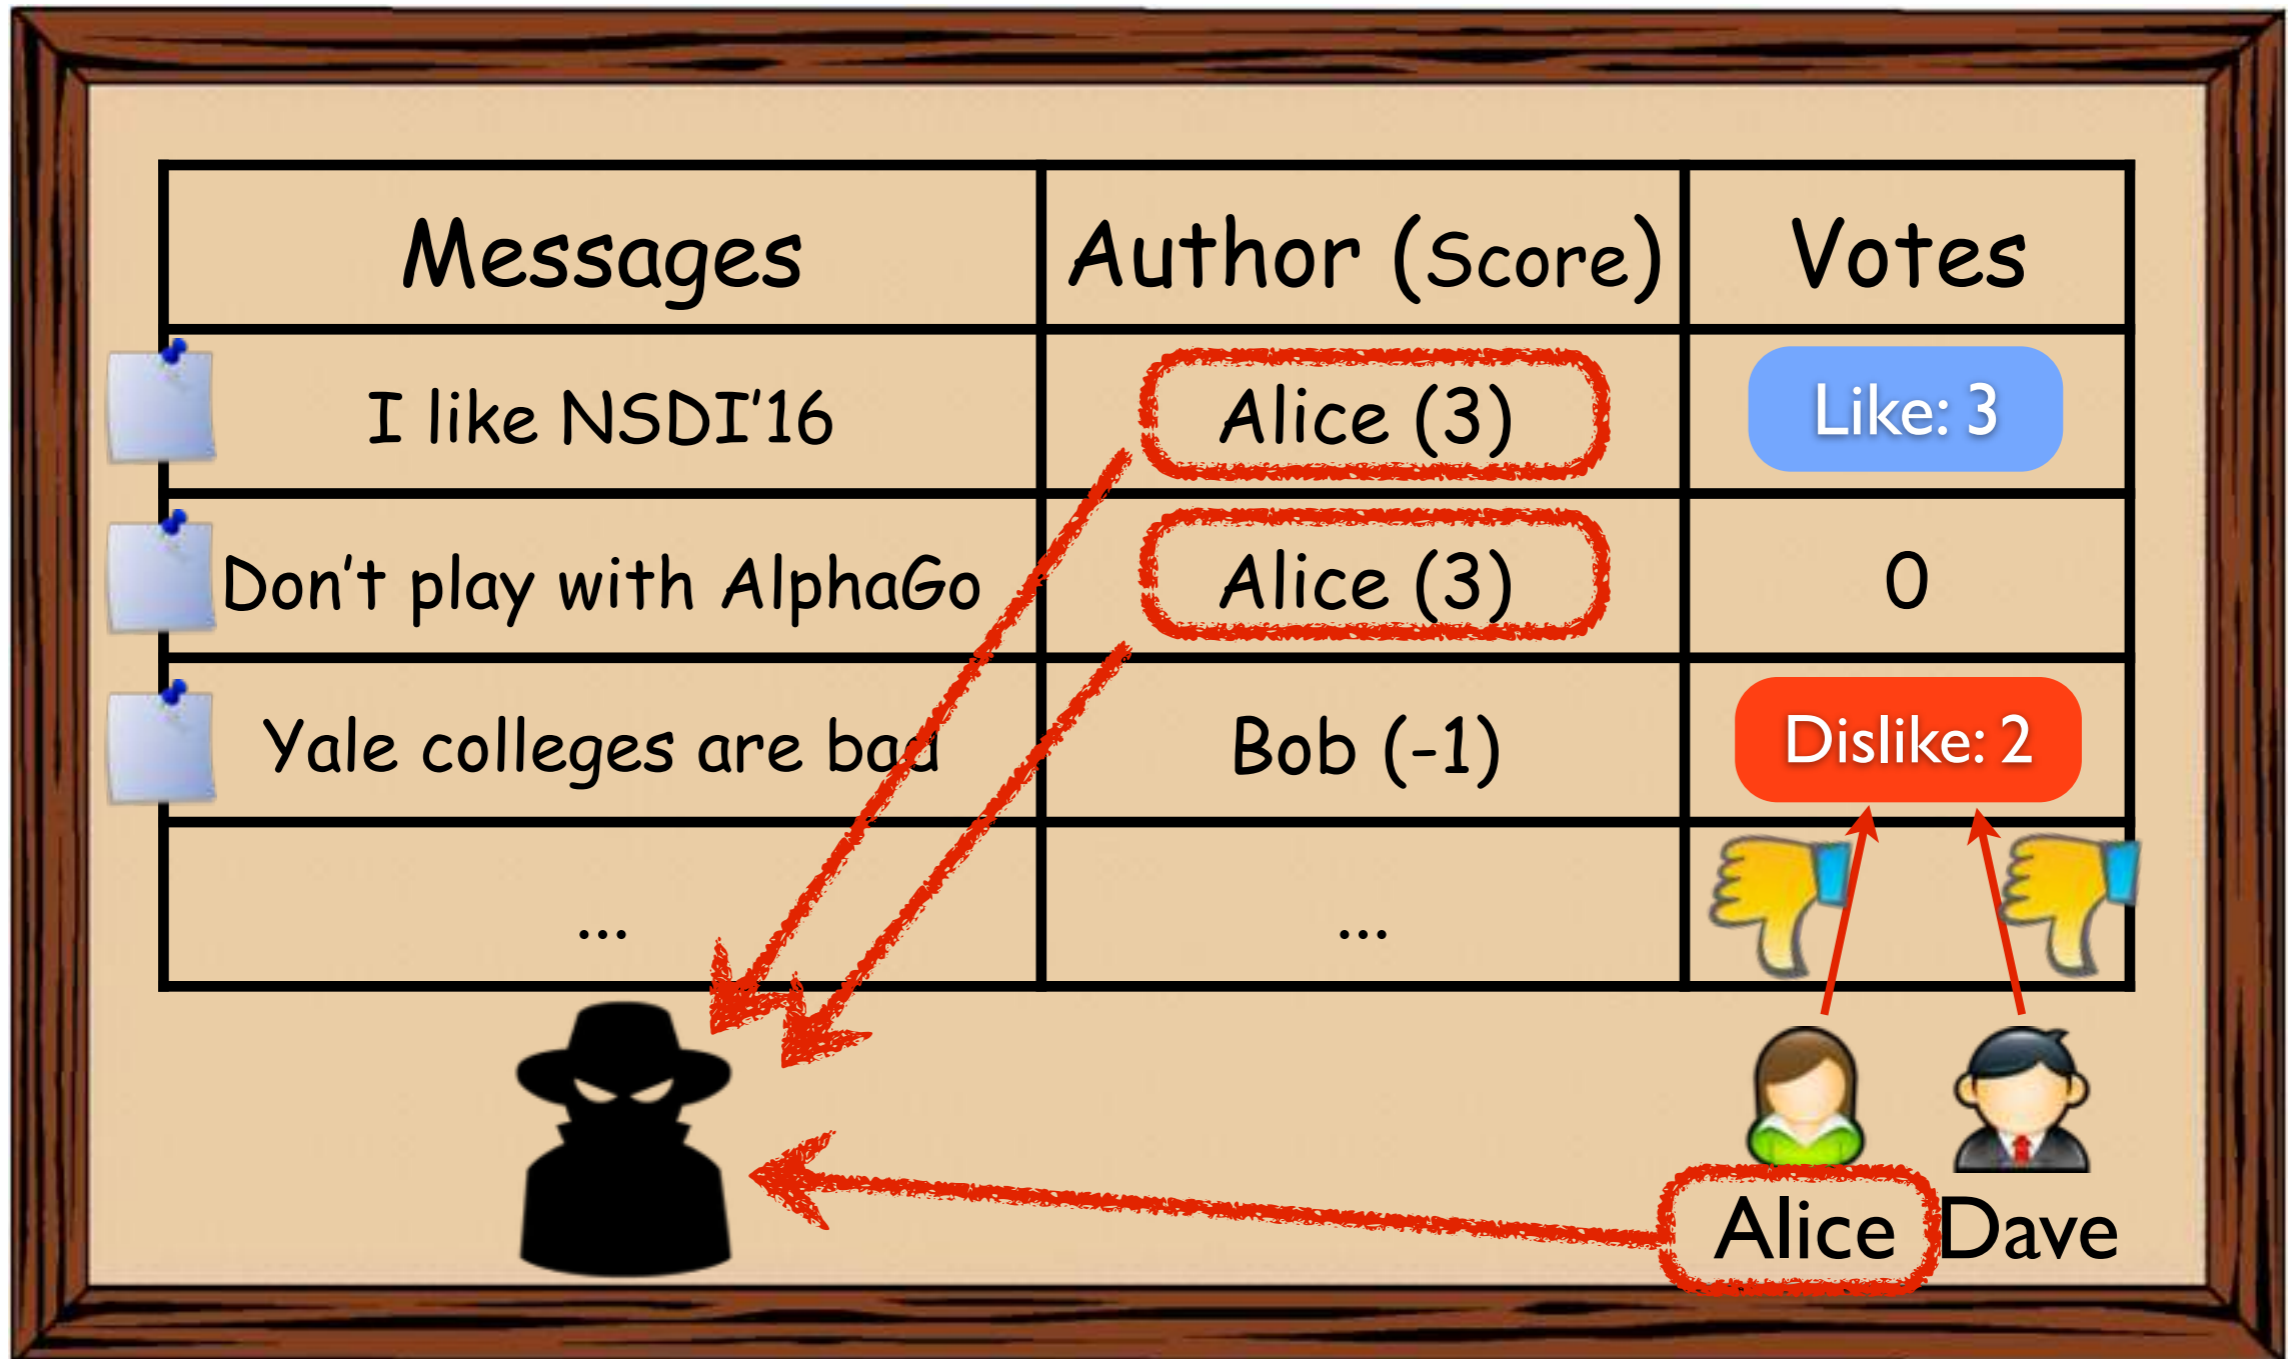 Messages Author (Score) Votes
I like NSDI'16 Alice (3) Like: 3
Don't play with AlphaGo Alice (3) 0
Yale colleges are bad Bob (-1) Dislike: 2
... ...
Alice Dave